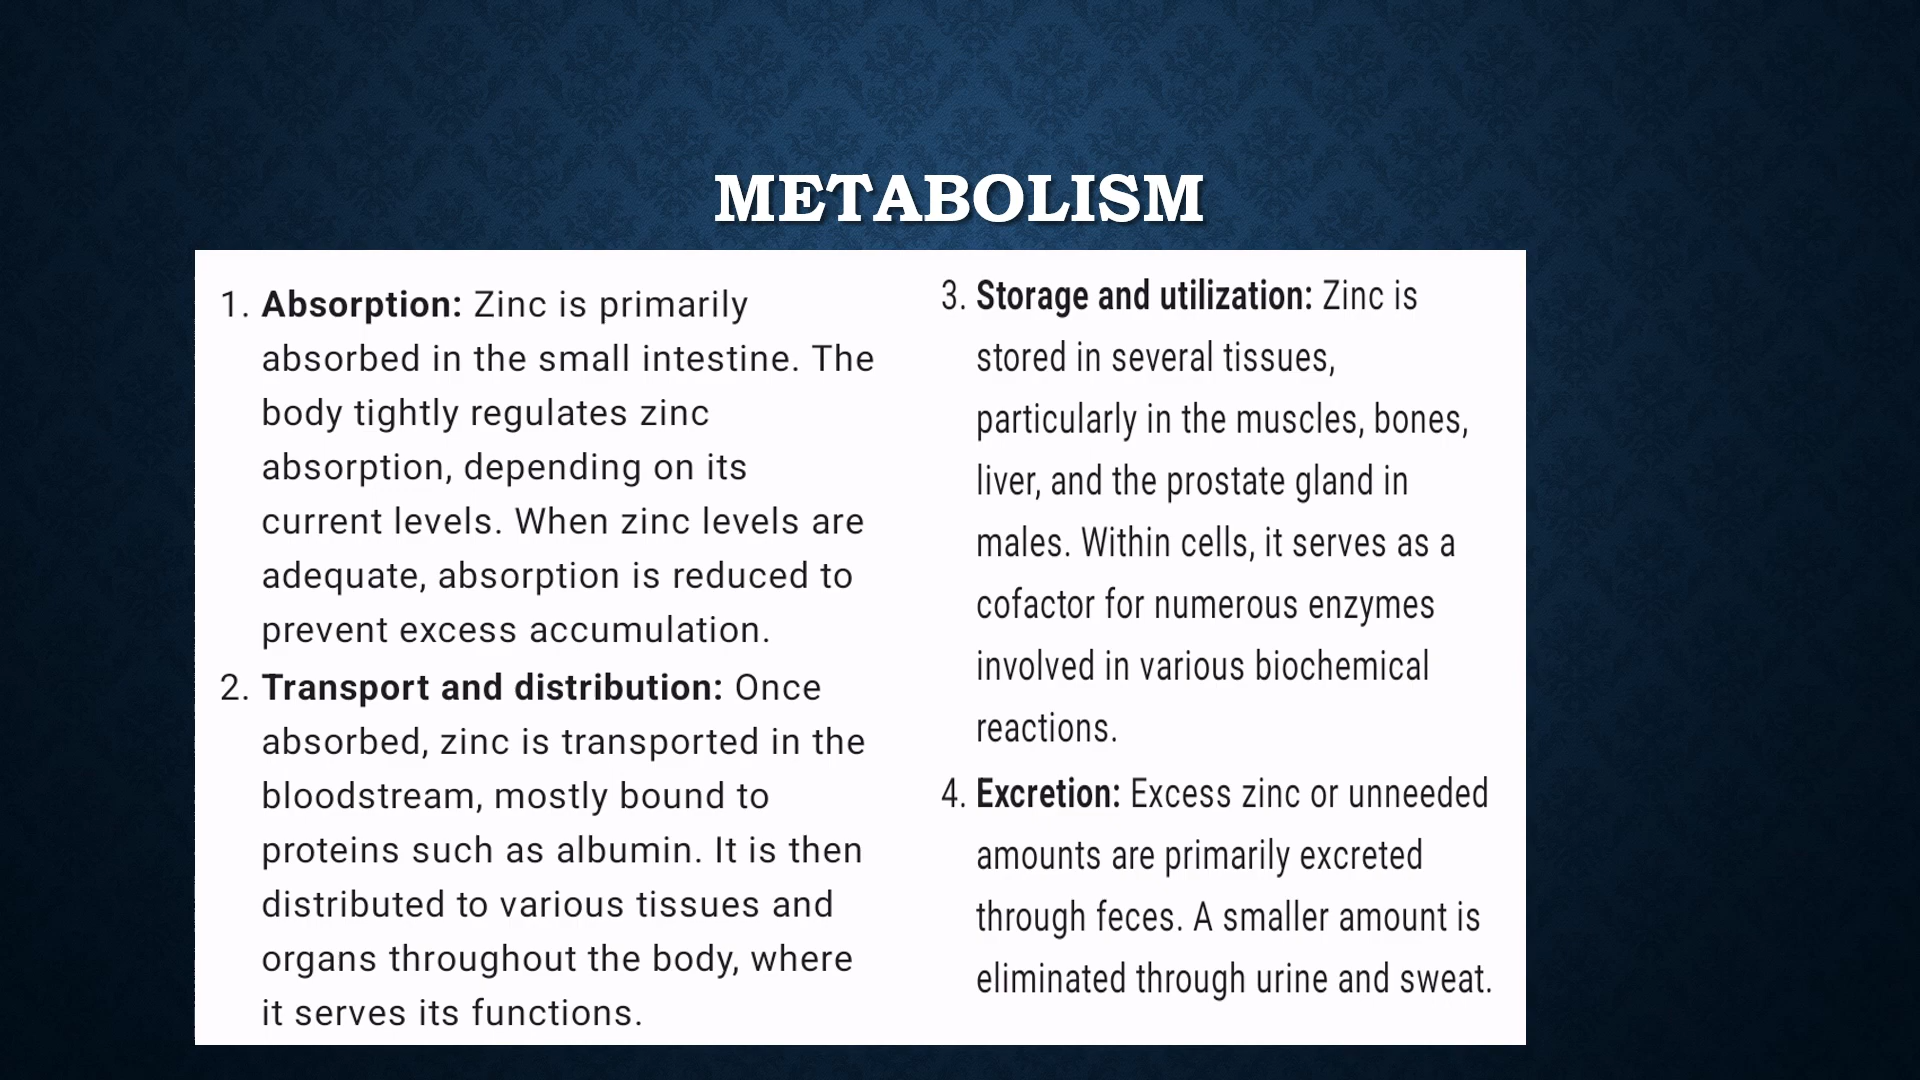 METABOLISM
1. Absorption: Zinc is primarily
absorbed in the small intestine. The
body tightly regulates zinc
absorption, depending on its
current levels. When zinc levels are
adequate, absorption is reduced to
prevent excess accumulation.
2. Transport and distribution: Once
absorbed, zinc is transported in the
bloodstream, mostly bound to
proteins such as albumin. It is then
distributed to various tissues and
organs throughout the body, where
it serves its functions.
3. Storage and utilization: Zinc is
stored in several tissues,
particularly in the muscles, bones,
liver, and the prostate gland in
males. Within cells, it serves as a
cofactor for numerous enzymes
involved in various biochemical
reactions.
4. Excretion: Excess zinc or unneeded
amounts are primarily excreted
through feces. A smaller amount is
eliminated through urine and sweat.